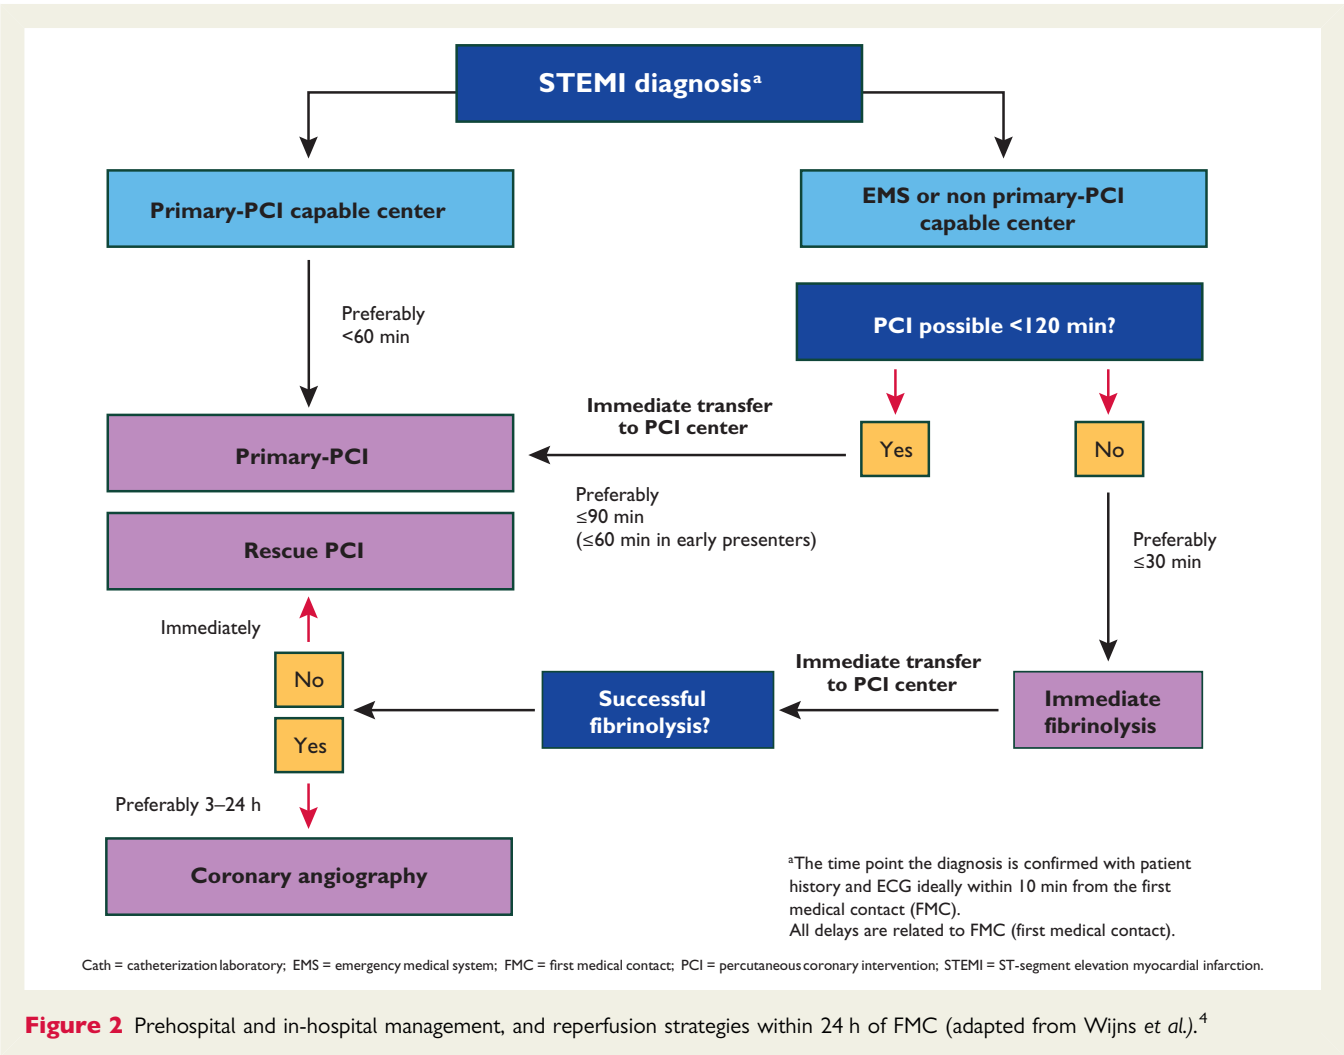 STEMI diagnosisᵃ
Primary-PCI capable center
EMS or non primary-PCI
capable center
Preferably
<60 min
PCI possible <120 min?
Immediate transfer
to PCI center
Yes
No
Primary-PCI
Preferably
≤90 min
(≤60 min in early presenters)
Preferably
≤30 min
Rescue PCI
Immediately
No
Yes
Immediate transfer
to PCI center
Successful
fibrinolysis?
Immediate
fibrinolysis
Preferably 3–24 h
Coronary angiography
ᵃThe time point the diagnosis is confirmed with patient
history and ECG ideally within 10 min from the first
medical contact (FMC).
All delays are related to FMC (first medical contact).
Cath = catheterization laboratory; EMS = emergency medical system; FMC = first medical contact; PCI = percutaneous coronary intervention; STEMI = ST-segment elevation myocardial infarction.
Figure 2 Prehospital and in-hospital management, and reperfusion strategies within 24 h of FMC (adapted from Wijns et al.).⁴